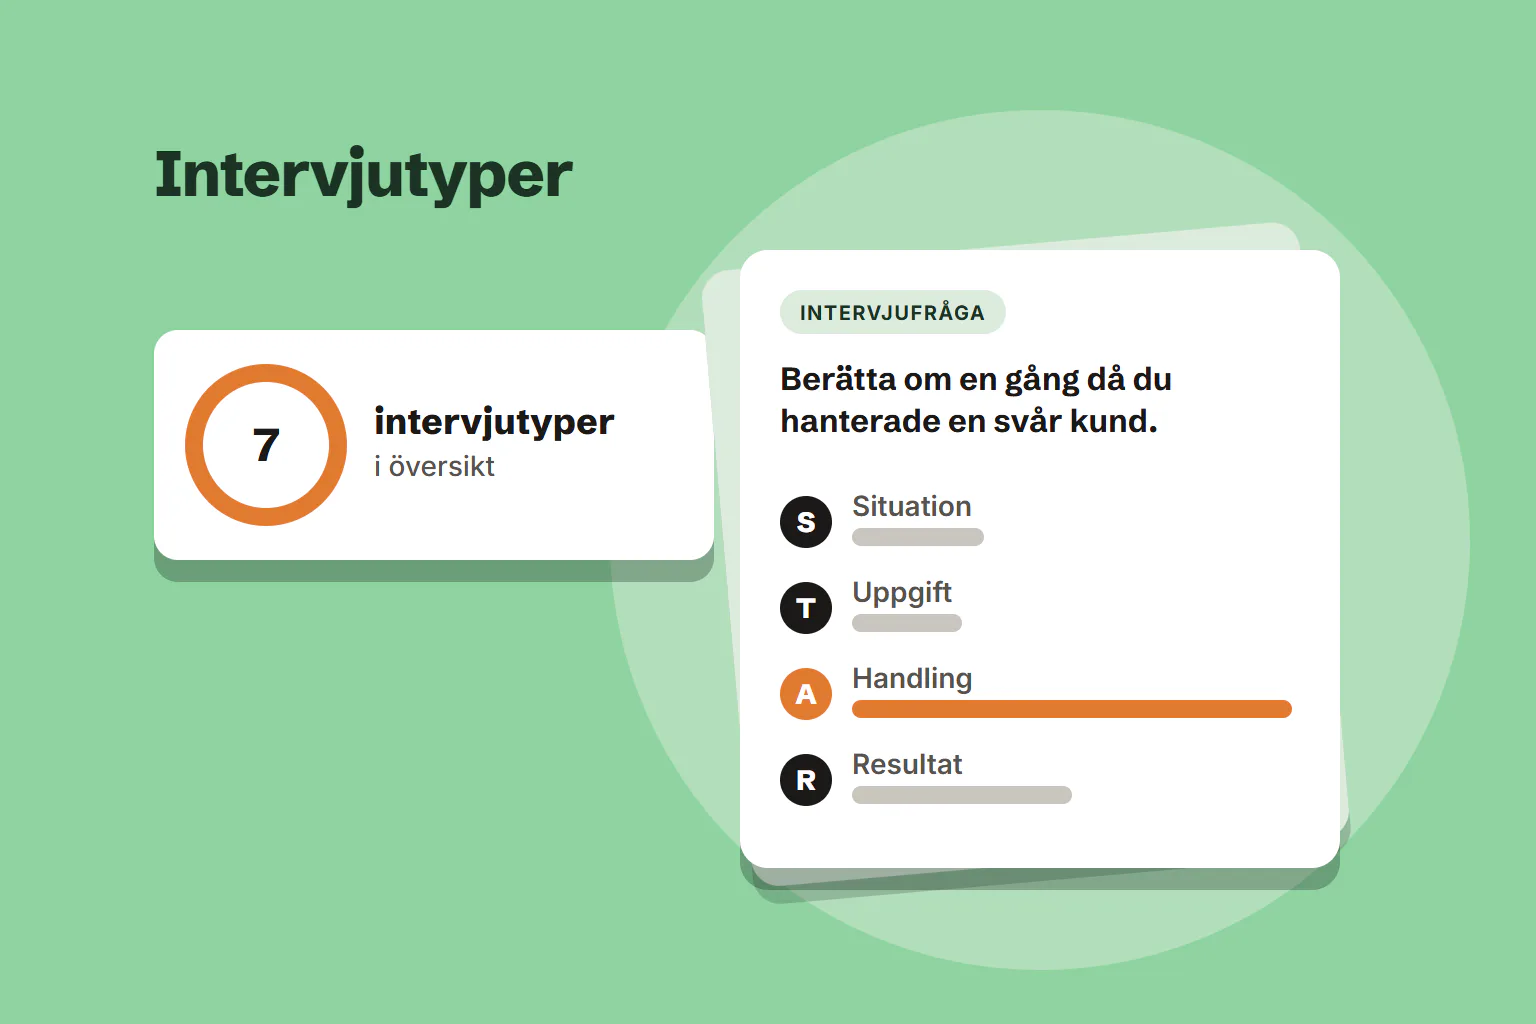 Intervjutyper
7
intervjutyper
i översikt
INTERVJUFRÅGA
Berätta om en gång då du
hanterade en svår kund.
S Situation
T Uppgift
A Handling
R Resultat